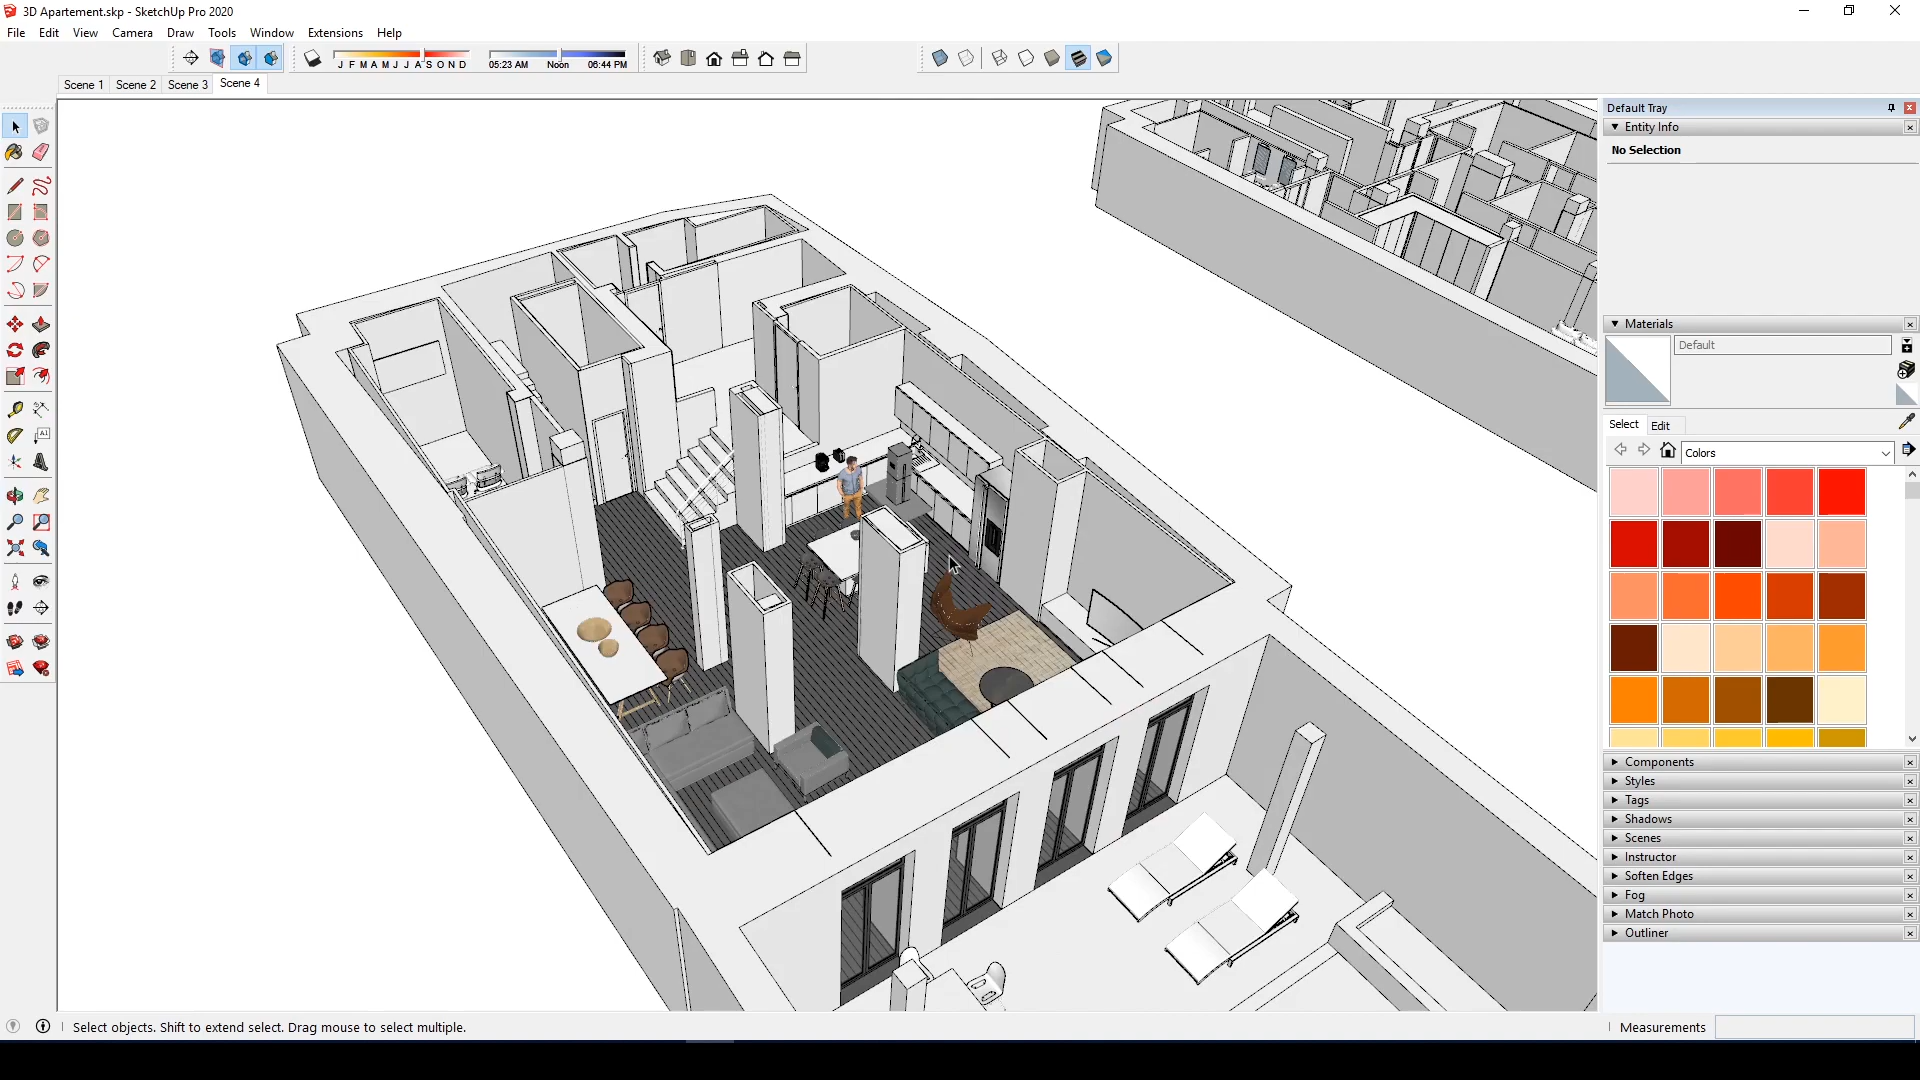 3D Apartement.skp - SketchUp Pro 2020
File Edit View Camera Draw Tools Window Extensions Help
J F M A M J J A S O N D 05:23 AM Noon 06:44 PM
Scene 1 Scene 2 Scene 3 Scene 4
Default Tray
Entity Info
No Selection
Materials
Default
Select Edit
Colors
Components
Styles
Tags
Shadows
Scenes
Instructor
Soften Edges
Fog
Match Photo
Outliner
Select objects. Shift to extend select. Drag mouse to select multiple.
Measurements